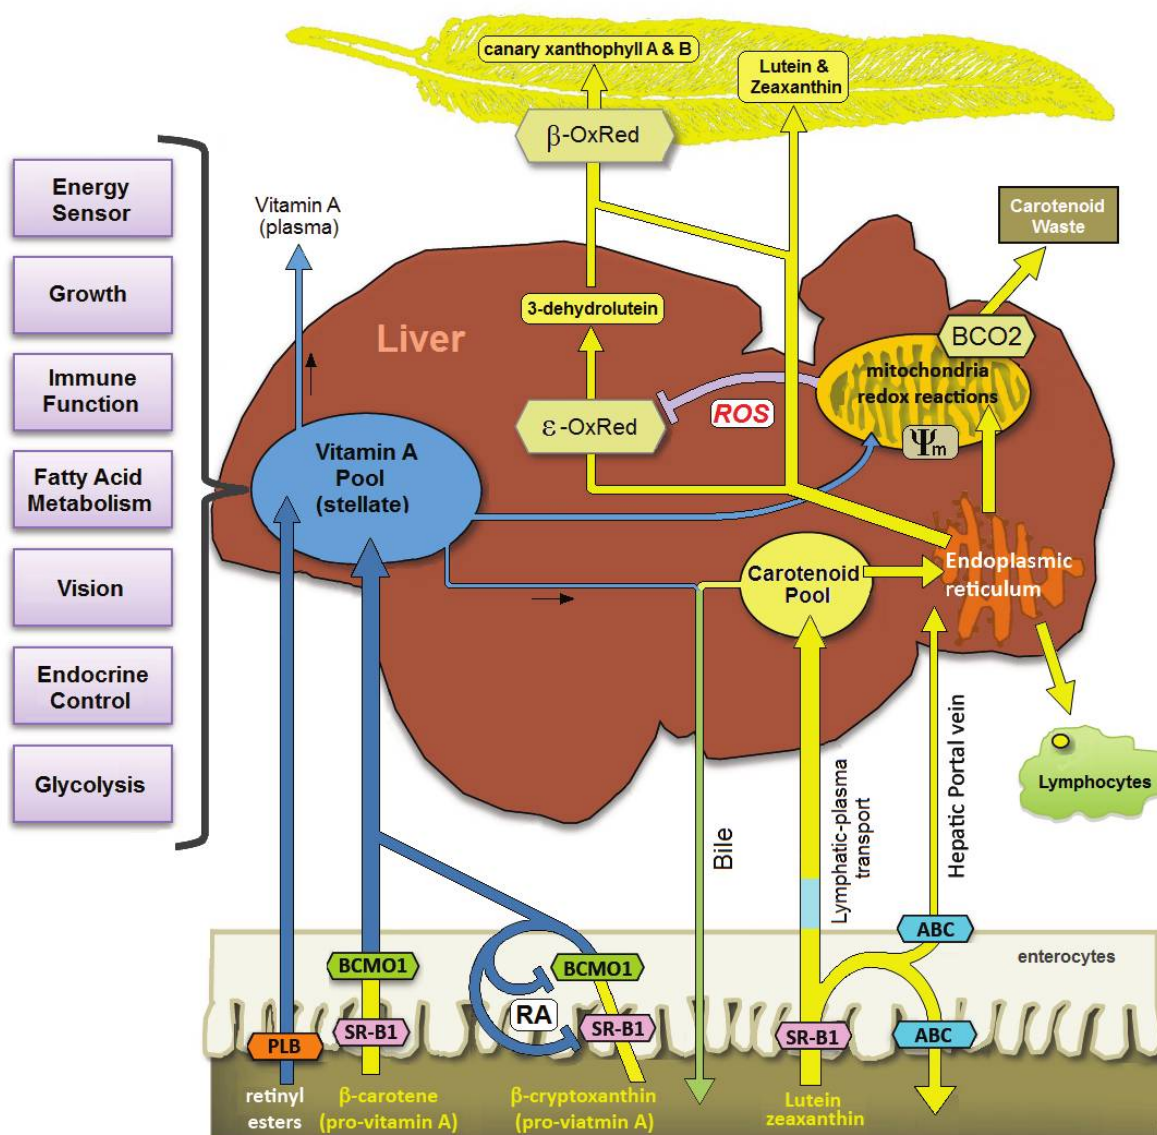 canary xanthophyll A & B
Lutein &
Zeaxanthin
β-OxRed
Energy
Sensor
Growth
Immune
Function
Fatty Acid
Metabolism
Vision
Endocrine
Control
Glycolysis
Vitamin A
(plasma)
Carotenoid
Waste
3-dehydrolutein
Liver
BCO2
mitochondria
redox reactions
Ψm
ε-OxRed
ROS
Vitamin A
Pool
(stellate)
Carotenoid
Pool
Endoplasmic
reticulum
Lymphocytes
Bile
Lymphatic-plasma
transport
Hepatic Portal vein
enterocytes
ABC
BCMO1
BCMO1
RA
PLB
SR-B1
SR-B1
SR-B1
ABC
retinyl
esters
β-carotene
(pro-vitamin A)
β-cryptoxanthin
(pro-viatmin A)
Lutein
zeaxanthin